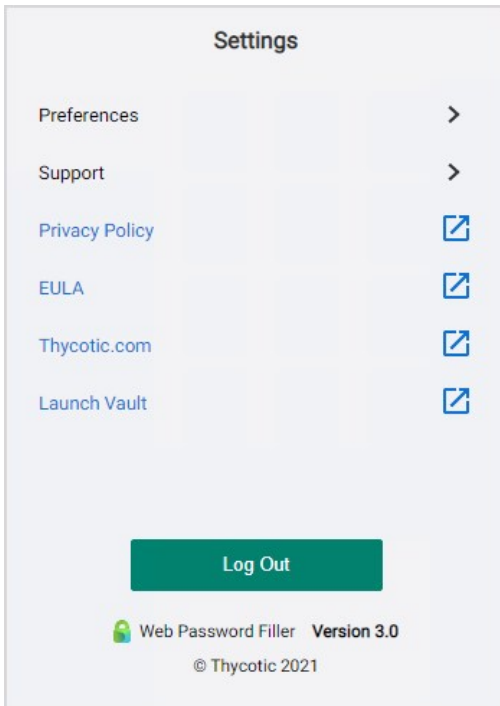 Settings
Preferences
Support
Privacy Policy
EULA
Thycotic.com
Launch Vault
Log Out
Web Password Filler Version 3.0
© Thycotic 2021